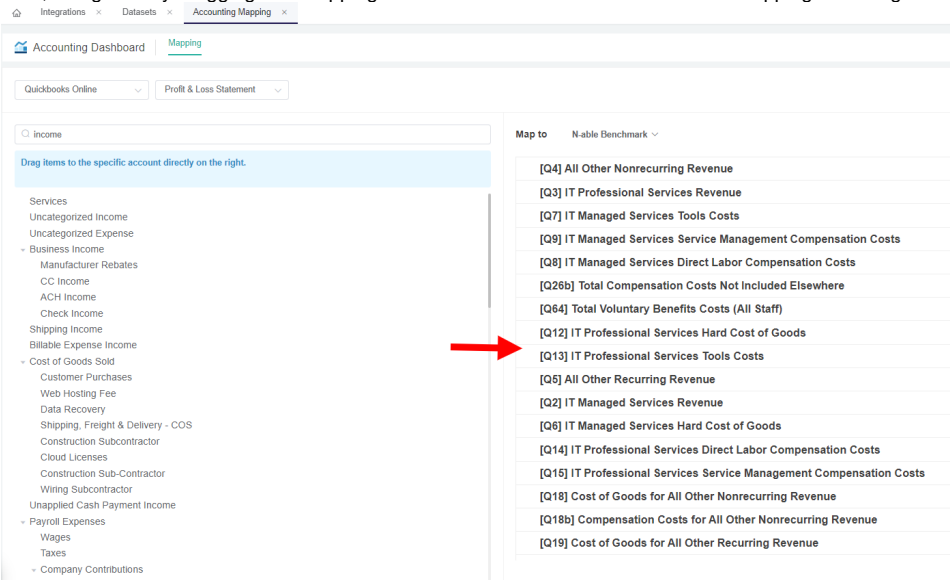 Integrations ×
Datasets ×
Accounting Mapping ×
Accounting Dashboard
Mapping
Quickbooks Online
Profit & Loss Statement
income
Drag items to the specific account directly on the right.
Services
Uncategorized Income
Uncategorized Expense
Business Income
Manufacturer Rebates
CC Income
ACH Income
Check Income
Shipping Income
Billable Expense Income
Cost of Goods Sold
Customer Purchases
Web Hosting Fee
Data Recovery
Shipping, Freight & Delivery - COS
Construction Subcontractor
Cloud Licenses
Construction Sub-Contractor
Wiring Subcontractor
Unapplied Cash Payment Income
Payroll Expenses
Wages
Taxes
Company Contributions
Map to N-able Benchmark
[Q4] All Other Nonrecurring Revenue
[Q3] IT Professional Services Revenue
[Q7] IT Managed Services Tools Costs
[Q9] IT Managed Services Service Management Compensation Costs
[Q8] IT Managed Services Direct Labor Compensation Costs
[Q26b] Total Compensation Costs Not Included Elsewhere
[Q64] Total Voluntary Benefits Costs (All Staff)
[Q12] IT Professional Services Hard Cost of Goods
[Q13] IT Professional Services Tools Costs
[Q5] All Other Recurring Revenue
[Q2] IT Managed Services Revenue
[Q6] IT Managed Services Hard Cost of Goods
[Q14] IT Professional Services Direct Labor Compensation Costs
[Q15] IT Professional Services Service Management Compensation Costs
[Q18] Cost of Goods for All Other Nonrecurring Revenue
[Q18b] Compensation Costs for All Other Nonrecurring Revenue
[Q19] Cost of Goods for All Other Recurring Revenue